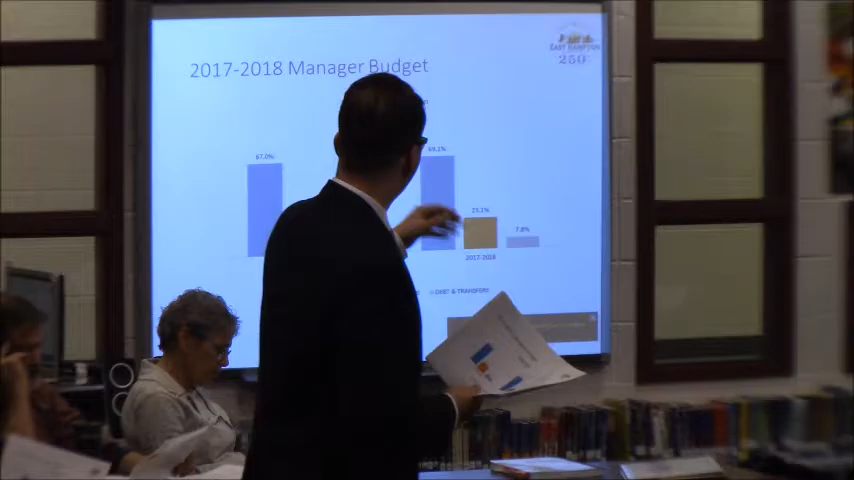 EAST HAMPTON
250
2017-2018 Manager Budget
67.0%
69.1%
23.1%
7.8%
2017-2018
DEBT & TRANSFERS